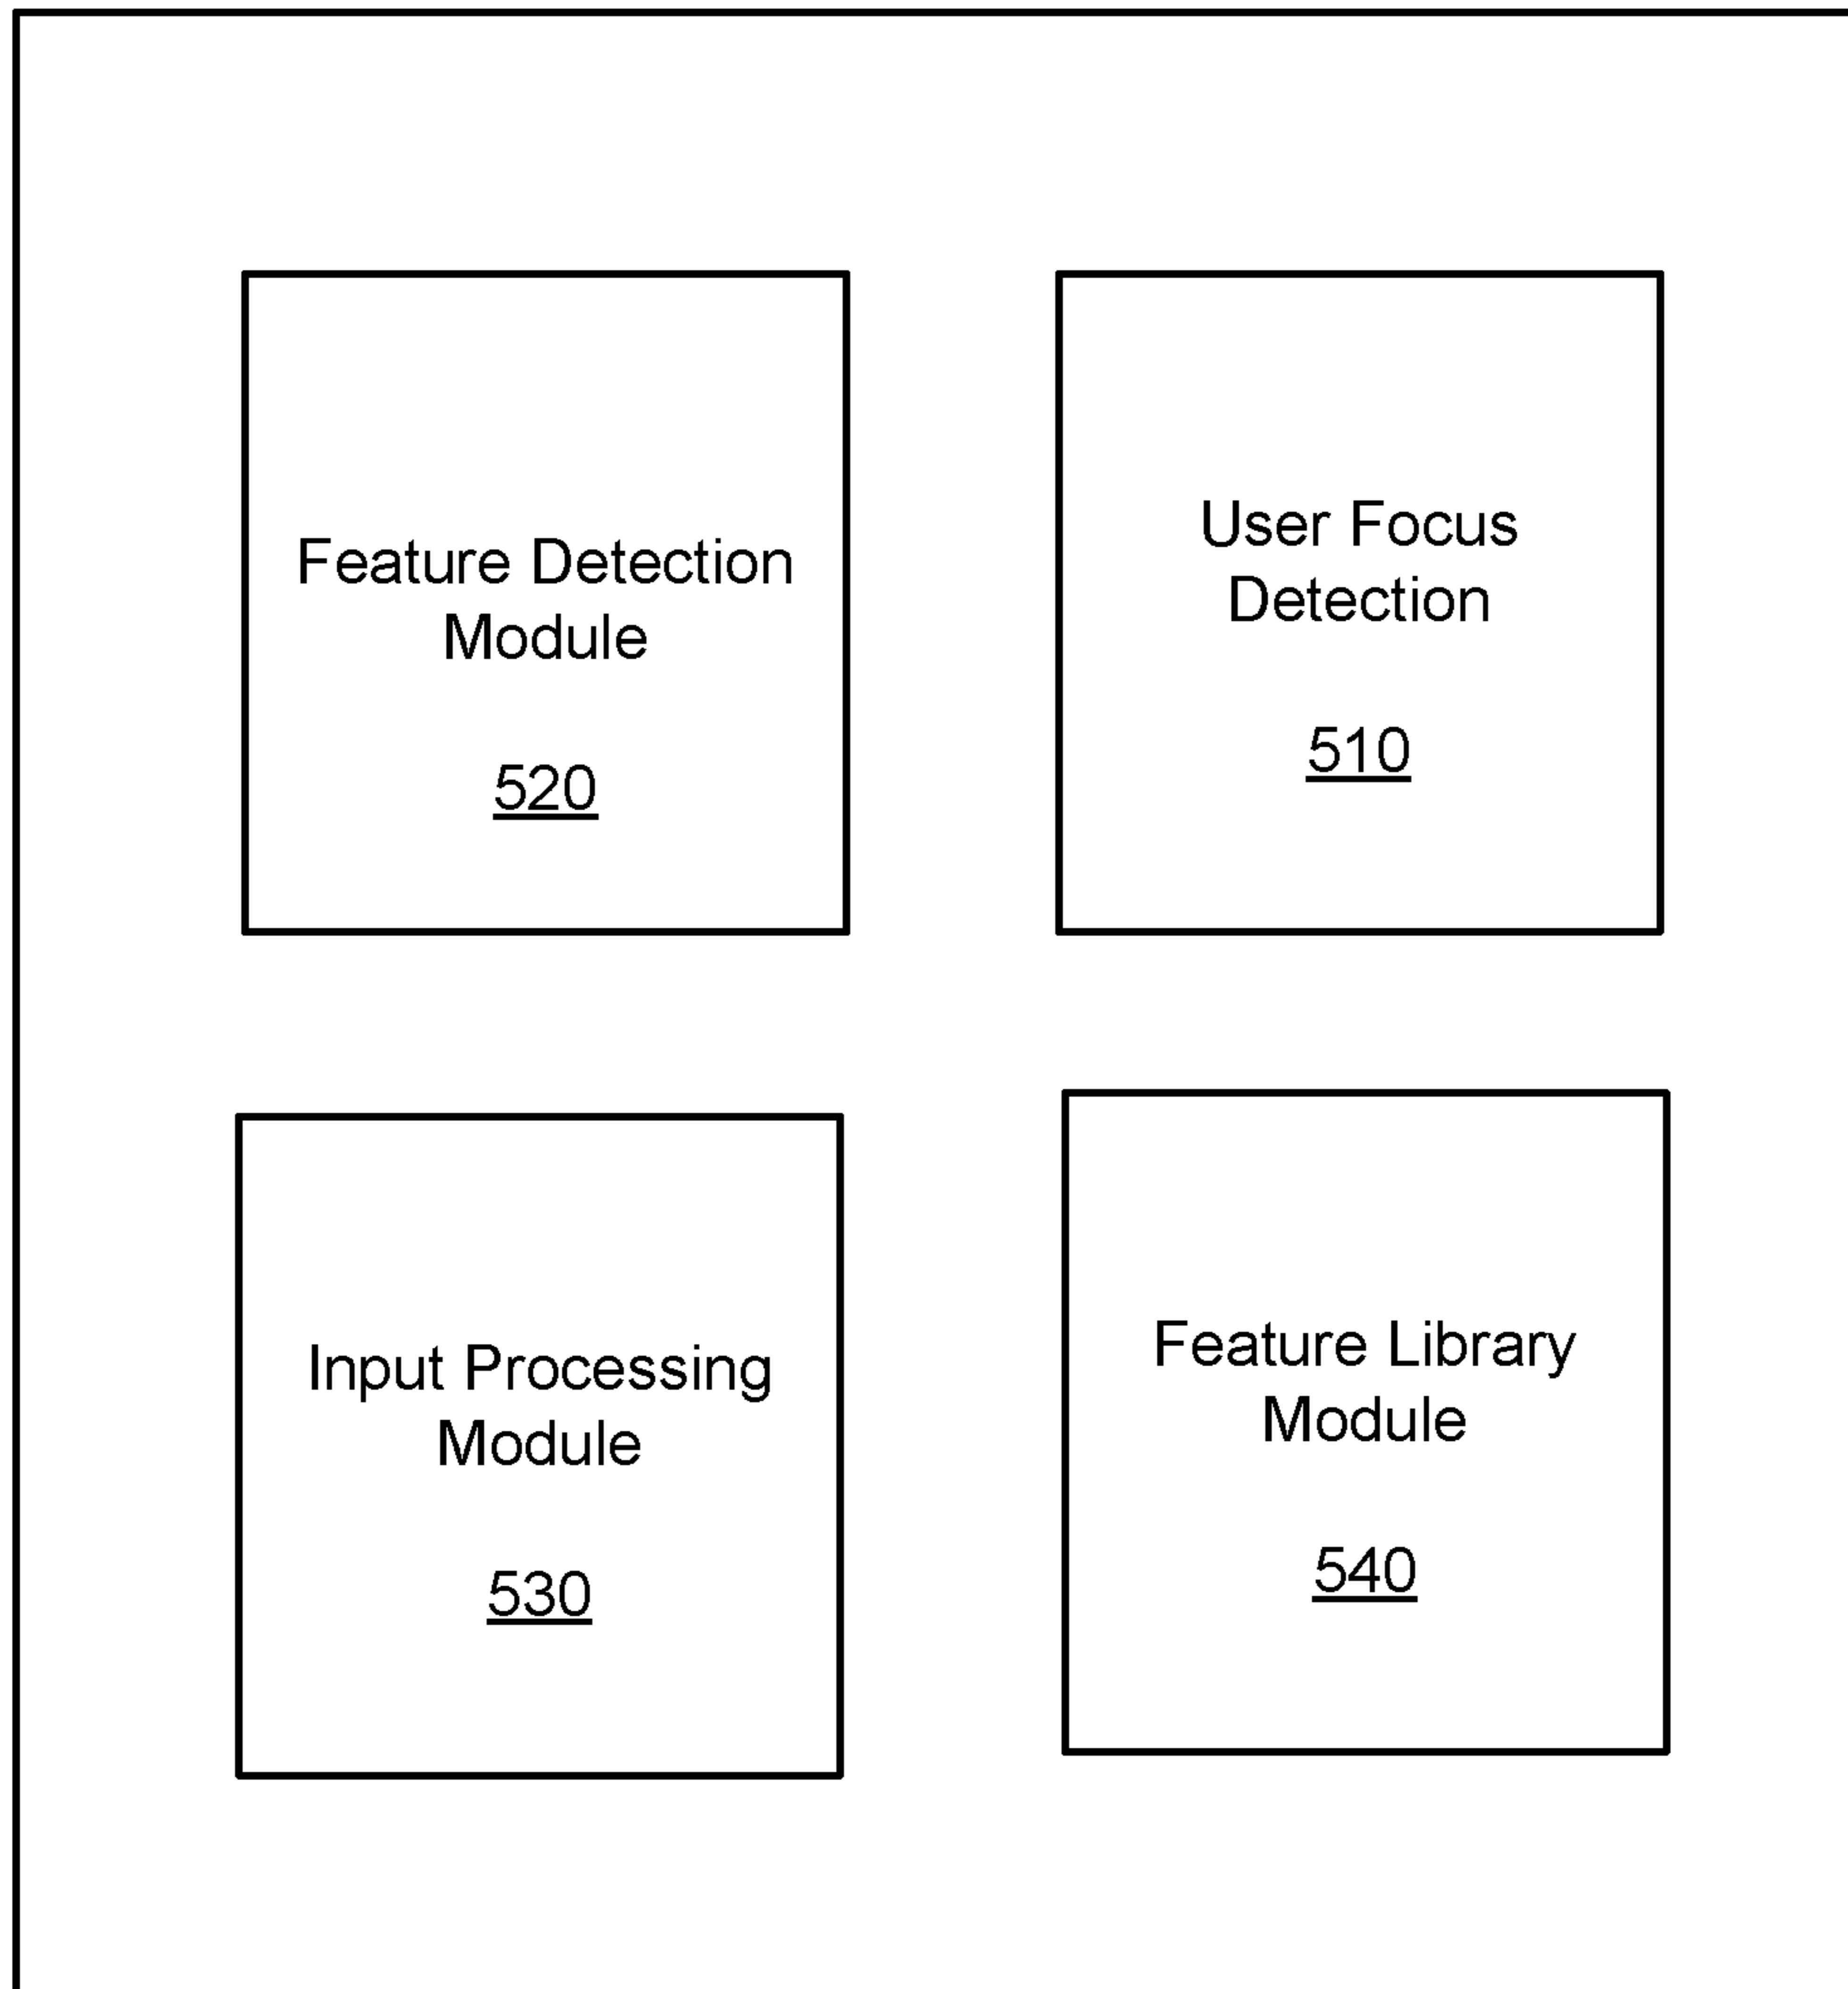 Feature Detection
Module
520
User Focus
Detection
510
Input Processing
Module
530
Feature Library
Module
540